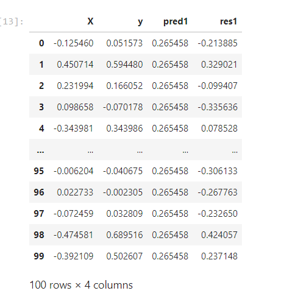 [13]:
X y pred1 res1
0 -0.125460 0.051573 0.265458 -0.213885
1 0.450714 0.594480 0.265458 0.329021
2 0.231994 0.166052 0.265458 -0.099407
3 0.098658 -0.070178 0.265458 -0.335636
4 -0.343981 0.343986 0.265458 0.078528
... ... ... ... ...
95 -0.006204 -0.040675 0.265458 -0.306133
96 0.022733 -0.002305 0.265458 -0.267763
97 -0.072459 0.032809 0.265458 -0.232650
98 -0.474581 0.689516 0.265458 0.424057
99 -0.392109 0.502607 0.265458 0.237148
100 rows × 4 columns